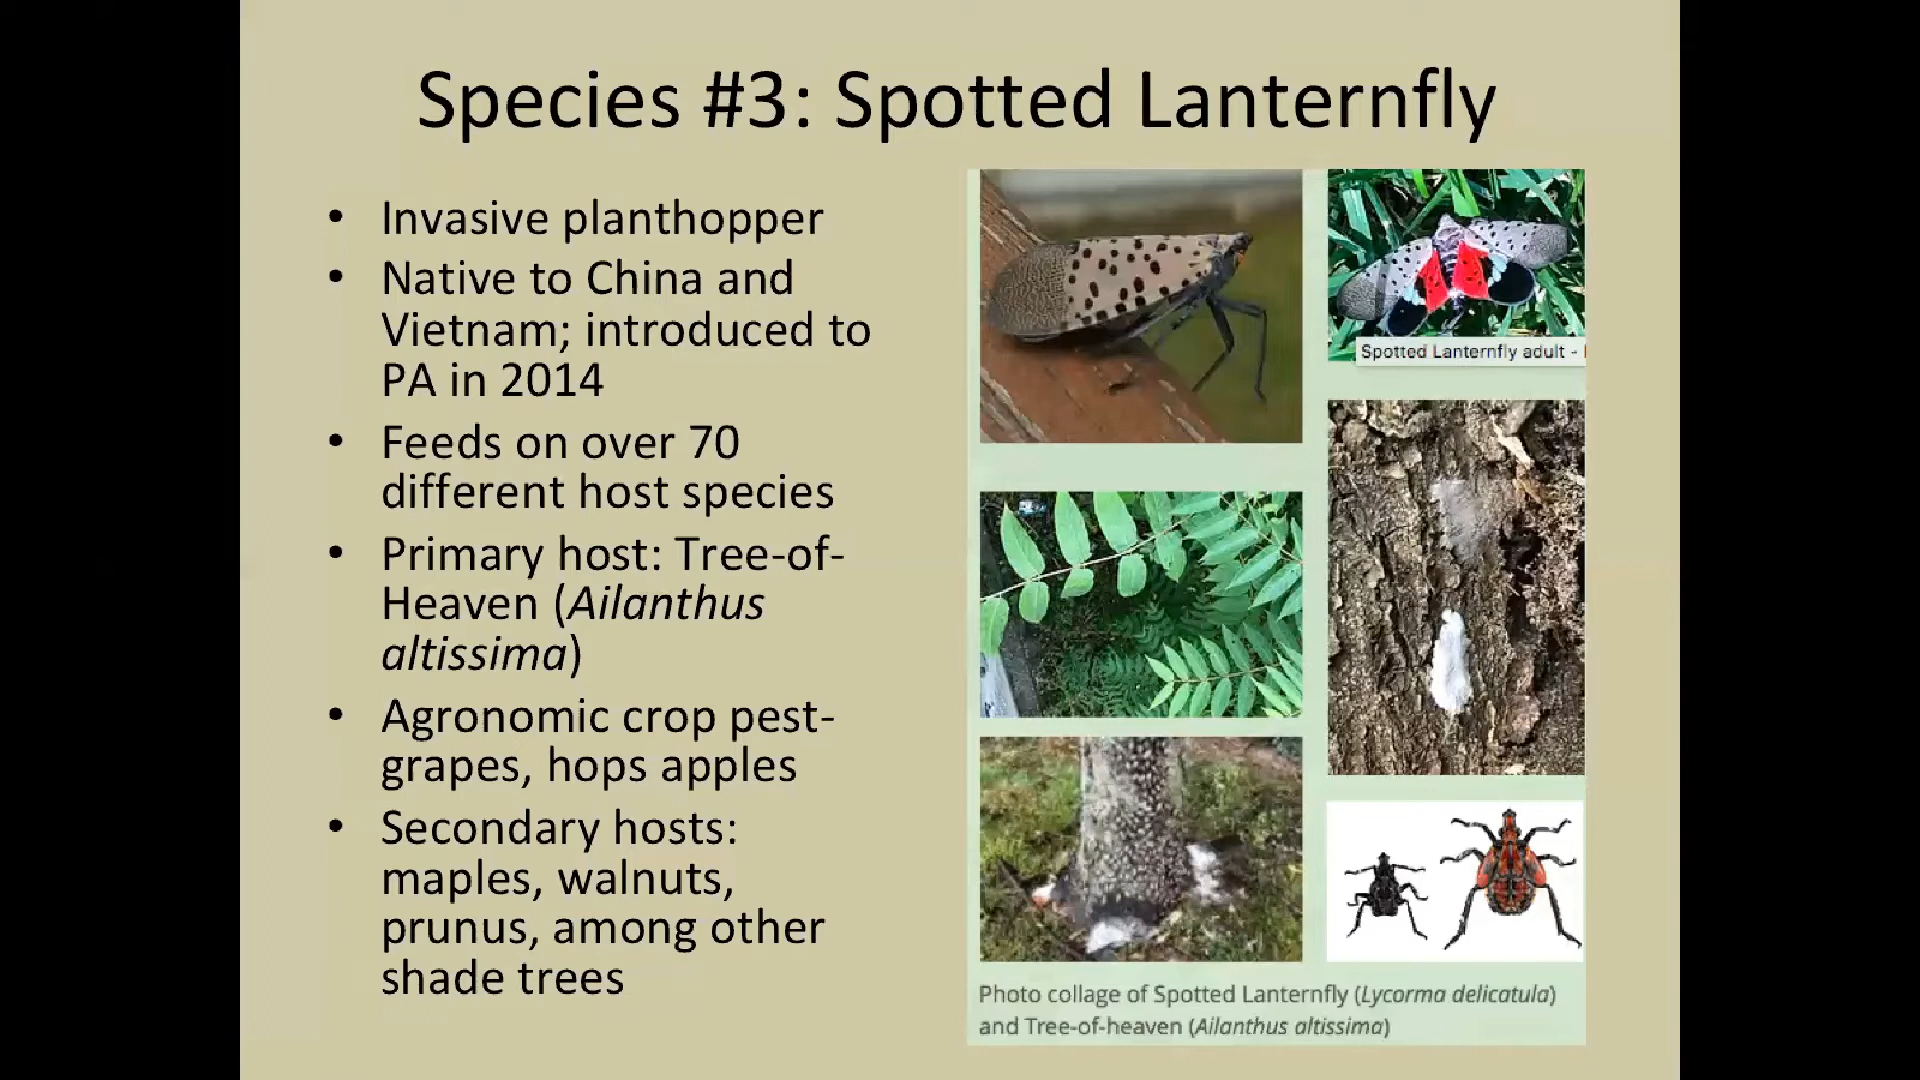 Species #3: Spotted Lanternfly
• Invasive planthopper
• Native to China and
Vietnam; introduced to
PA in 2014
• Feeds on over 70
different host species
• Primary host: Tree-of-
Heaven (Ailanthus
altissima)
• Agronomic crop pest-
grapes, hops apples
• Secondary hosts:
maples, walnuts,
prunus, among other
shade trees
Spotted Lanternfly adult -
Photo collage of Spotted Lanternfly (Lycorma delicatula)
and Tree-of-heaven (Ailanthus altissima)